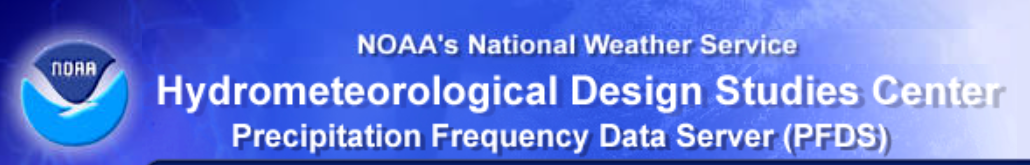 NOAA's National Weather Service
NOAA
Hydrometeorological Design Studies Center
Precipitation Frequency Data Server (PFDS)